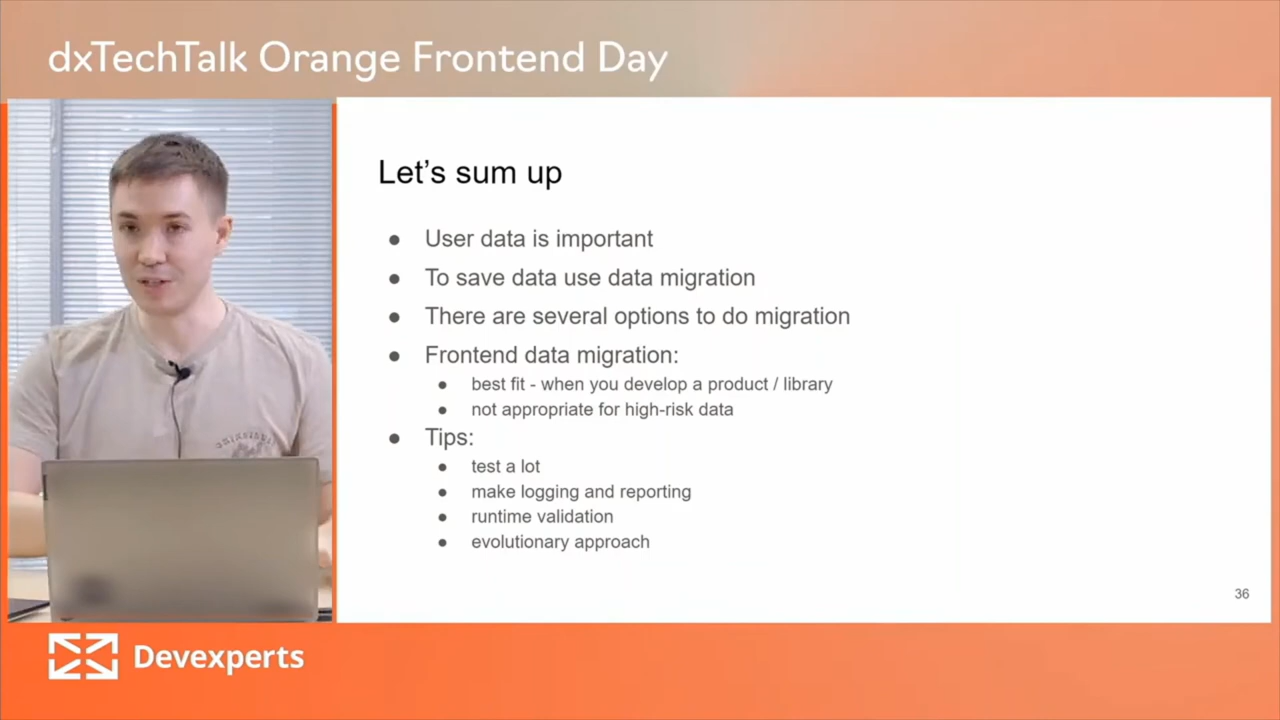 dxTechTalk Orange Frontend Day
Let's sum up
● User data is important
● To save data use data migration
● There are several options to do migration
● Frontend data migration:
● best fit - when you develop a product / library
● not appropriate for high-risk data
● Tips:
● test a lot
● make logging and reporting
● runtime validation
● evolutionary approach
36
Devexperts